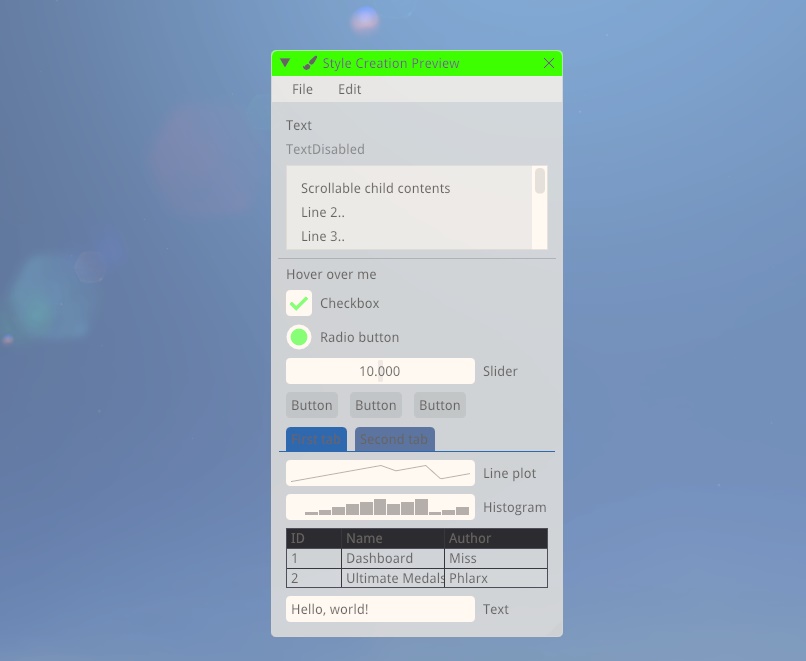 Style Creation Preview
File Edit
Text
TextDisabled
Scrollable child contents
Line 2..
Line 3..
Hover over me
Checkbox
Radio button
10.000 Slider
Button Button Button
First tab Second tab
Line plot
Histogram
ID Name Author
1 Dashboard Miss
2 Ultimate Medals Phlarx
Hello, world! Text